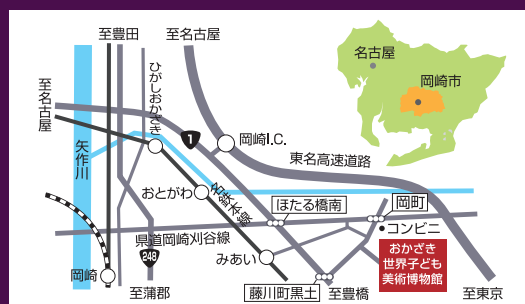 至豊田
至名古屋
ひがしおかざき
至名古屋
名古屋
岡崎市
1
岡崎I.C.
東名高速道路
矢作川
おとがわ
名鉄本線
ほたる橋南
岡町
コンビニ
県道岡崎刈谷線
248
みあい
おかざき
世界子ども
美術博物館
岡崎
至蒲郡
藤川町黒土
至豊橋
至東京